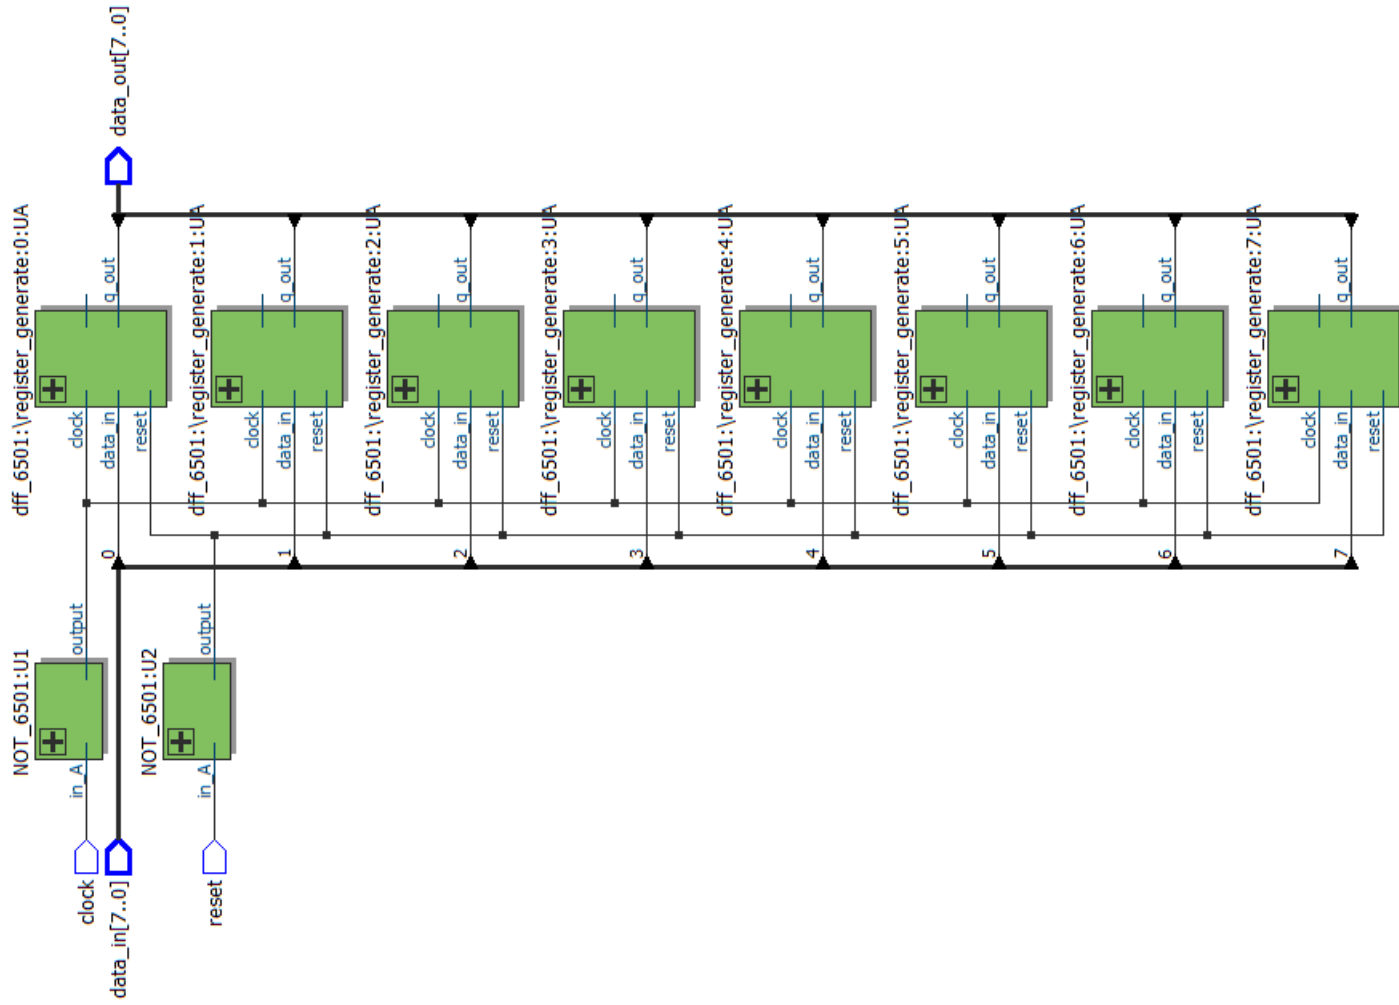 dff_6501:\register_generate:0:UA
clock
data_in
reset
q_out
dff_6501:\register_generate:1:UA
clock
data_in
reset
q_out
dff_6501:\register_generate:2:UA
clock
data_in
reset
q_out
dff_6501:\register_generate:3:UA
clock
data_in
reset
q_out
dff_6501:\register_generate:4:UA
clock
data_in
reset
q_out
dff_6501:\register_generate:5:UA
clock
data_in
reset
q_out
dff_6501:\register_generate:6:UA
clock
data_in
reset
q_out
dff_6501:\register_generate:7:UA
clock
data_in
reset
q_out
data_out[7..0]
0
1
2
3
4
5
6
7
NOT_6501:U1
in_A
output
NOT_6501:U2
in_A
output
clock
data_in[7..0]
reset